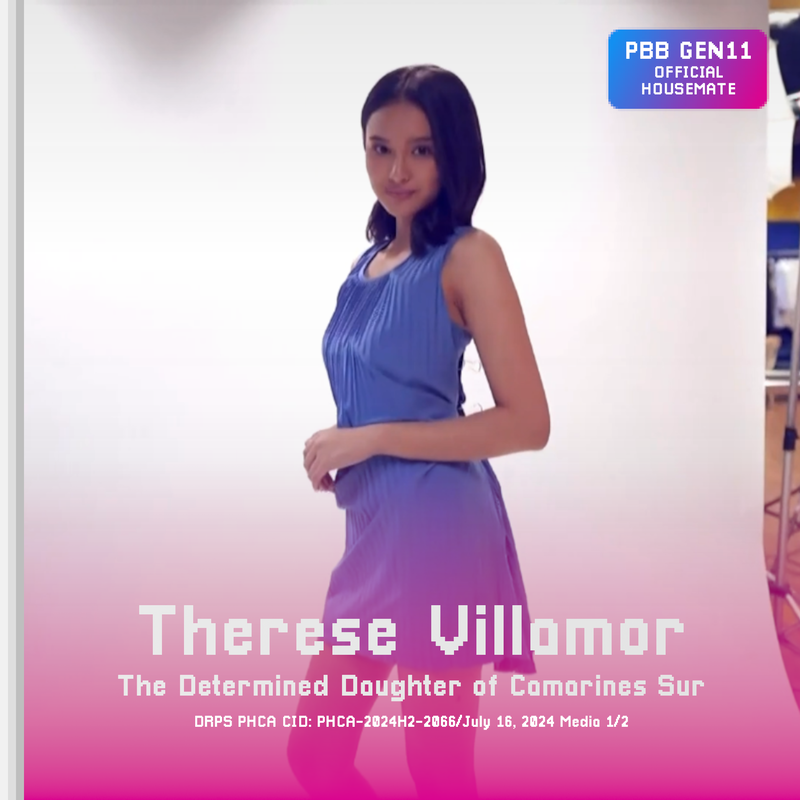 PBB GEN11
OFFICIAL
HOUSEMATE
Therese Villamor
The Determined Daughter of Camarines Sur
DRPS PHCA CID: PHCA-2024H2-2066/July 16, 2024 Media 1/2